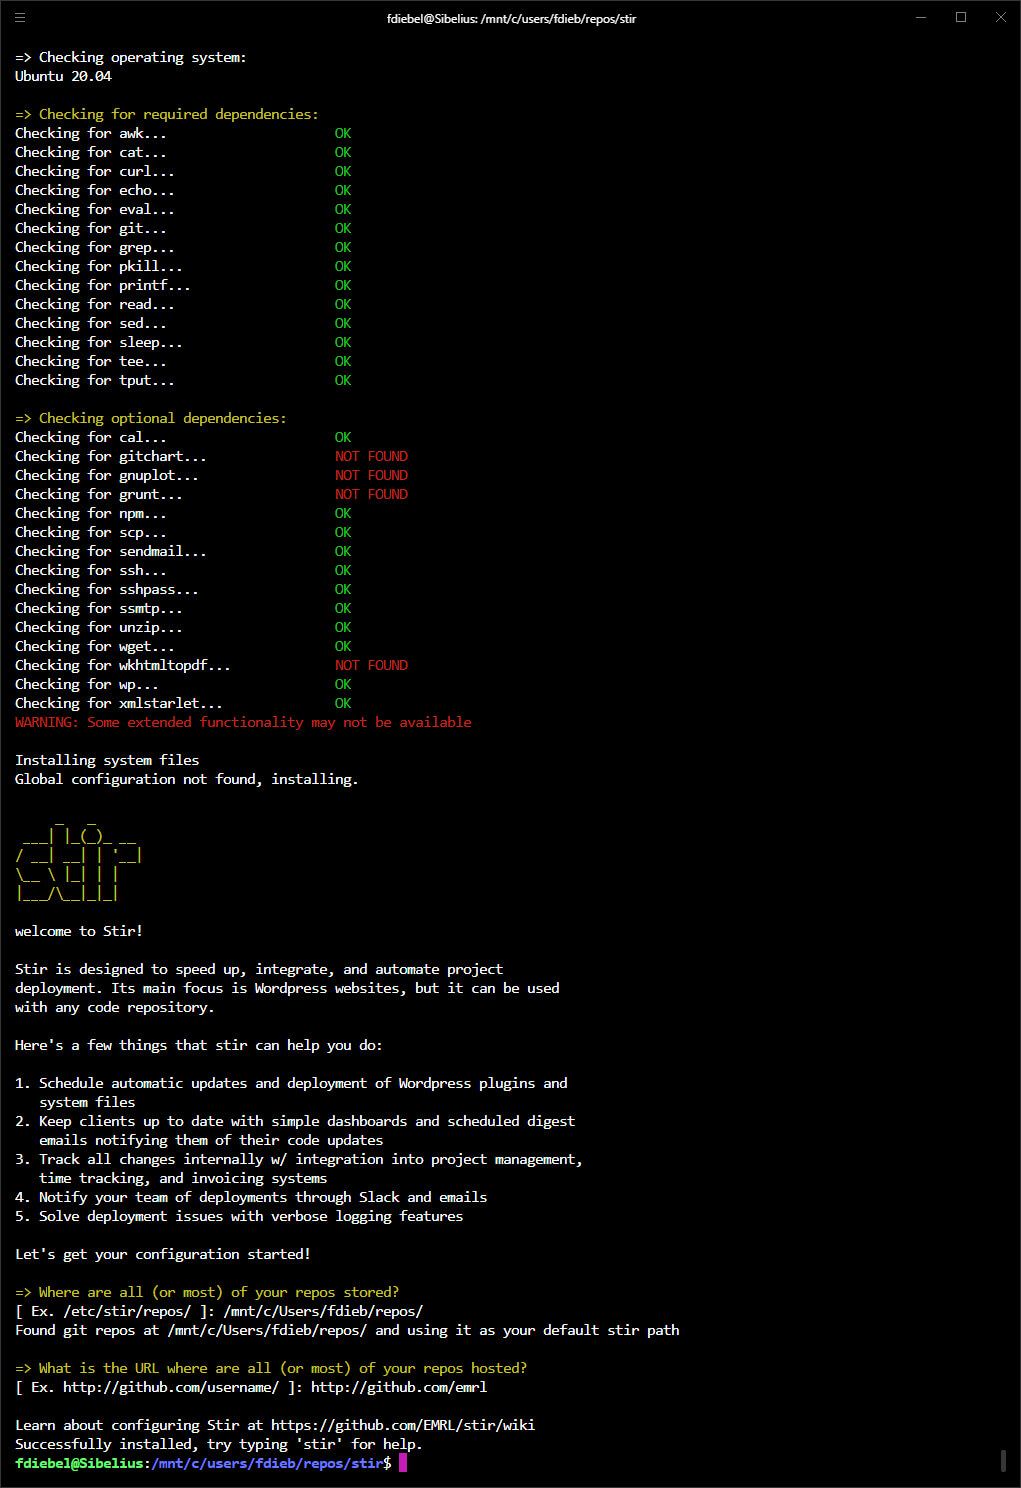 fdiebel@Sibelius: /mnt/c/users/fdieb/repos/stir
=> Checking operating system:
Ubuntu 20.04
=> Checking for required dependencies:
Checking for awk... OK
Checking for cat... OK
Checking for curl... OK
Checking for echo... OK
Checking for eval... OK
Checking for git... OK
Checking for grep... OK
Checking for pkill... OK
Checking for printf... OK
Checking for read... OK
Checking for sed... OK
Checking for sleep... OK
Checking for tee... OK
Checking for tput... OK
=> Checking optional dependencies:
Checking for cal... OK
Checking for gitchart... NOT FOUND
Checking for gnuplot... NOT FOUND
Checking for grunt... NOT FOUND
Checking for npm... OK
Checking for scp... OK
Checking for sendmail... OK
Checking for ssh... OK
Checking for sshpass... OK
Checking for ssmtp... OK
Checking for unzip... OK
Checking for wget... OK
Checking for wkhtmltopdf... NOT FOUND
Checking for wp... OK
Checking for xmlstarlet... OK
WARNING: Some extended functionality may not be available
Installing system files
Global configuration not found, installing.
stir
welcome to Stir!
Stir is designed to speed up, integrate, and automate project
deployment. Its main focus is Wordpress websites, but it can be used
with any code repository.
Here's a few things that stir can help you do:
1. Schedule automatic updates and deployment of Wordpress plugins and
system files
2. Keep clients up to date with simple dashboards and scheduled digest
emails notifying them of their code updates
3. Track all changes internally w/ integration into project management,
time tracking, and invoicing systems
4. Notify your team of deployments through Slack and emails
5. Solve deployment issues with verbose logging features
Let's get your configuration started!
=> Where are all (or most) of your repos stored?
[ Ex. /etc/stir/repos/ ]: /mnt/c/Users/fdieb/repos/
Found git repos at /mnt/c/Users/fdieb/repos/ and using it as your default stir path
=> What is the URL where are all (or most) of your repos hosted?
[ Ex. http://github.com/username/ ]: http://github.com/emrl
Learn about configuring Stir at https://github.com/EMRL/stir/wiki
Successfully installed, try typing 'stir' for help.
fdiebel@Sibelius:/mnt/c/users/fdieb/repos/stir$